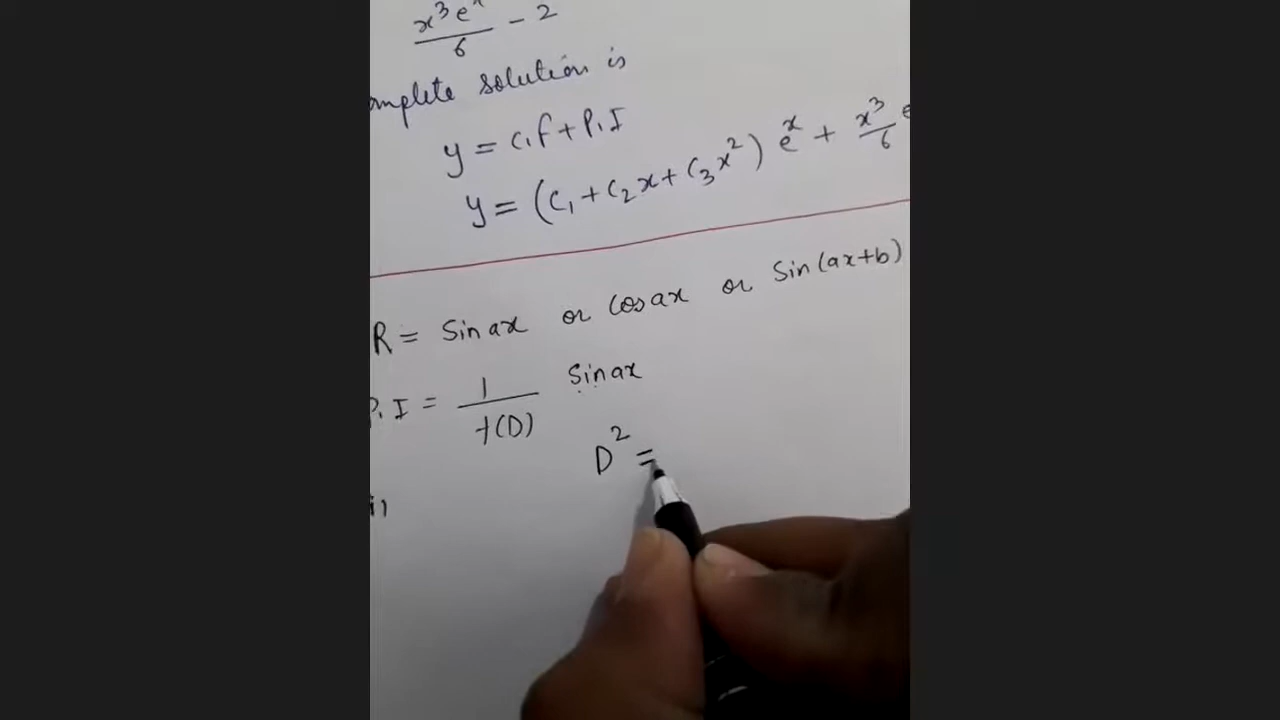 x³eˣ/6 - 2
omplete solution is
y = C.F + P.I
y = (C₁ + C₂x + C₃x²) eˣ + x³/6 e
R = Sin ax or Cos ax or Sin(ax+b)
P.I = 1/f(D) Sin ax
D² =
i)